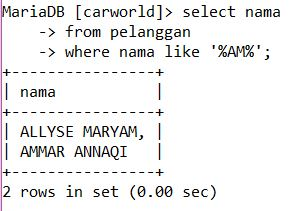 MariaDB [carworld]> select nama
    -> from pelanggan
    -> where nama like '%AM%';
+----------------+
| nama           |
+----------------+
| ALLYSE MARYAM, |
| AMMAR ANNAQI   |
+----------------+
2 rows in set (0.00 sec)